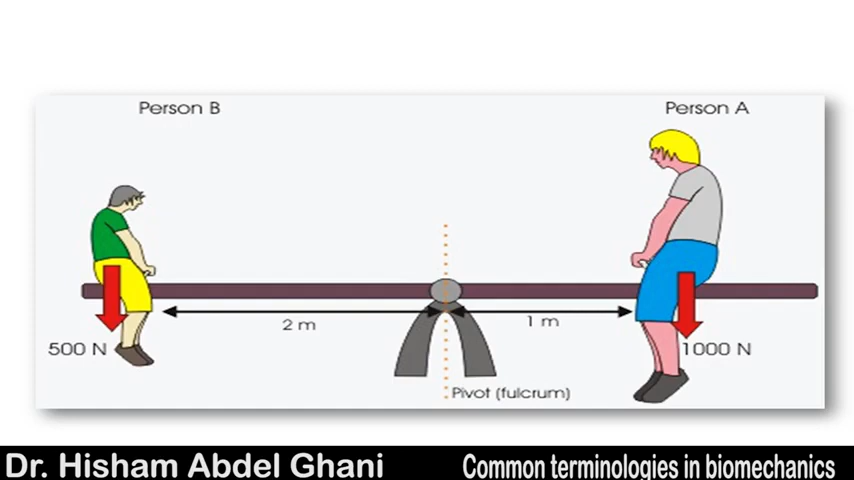 Person B
Person A
2 m
1 m
500 N
1000 N
Pivot (fulcrum)
Dr. Hisham Abdel Ghani
Common terminologies in biomechanics